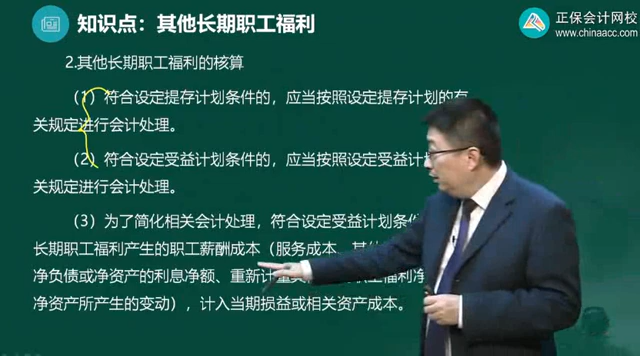 知识点：其他长期职工福利
正保会计网校
www.chinaacc.com
2.其他长期职工福利的核算
（1）符合设定提存计划条件的，应当按照设定提存计划的有
关规定进行会计处理。
（2）符合设定受益计划条件的，应当按照设定受益计
关规定进行会计处理。
（3）为了简化相关会计处理，符合设定受益计划条件
长期职工福利产生的职工薪酬成本（服务成本、其他
净负债或净资产的利息净额、重新计量 职工福利净
净资产所产生的变动），计入当期损益或相关资产成本。